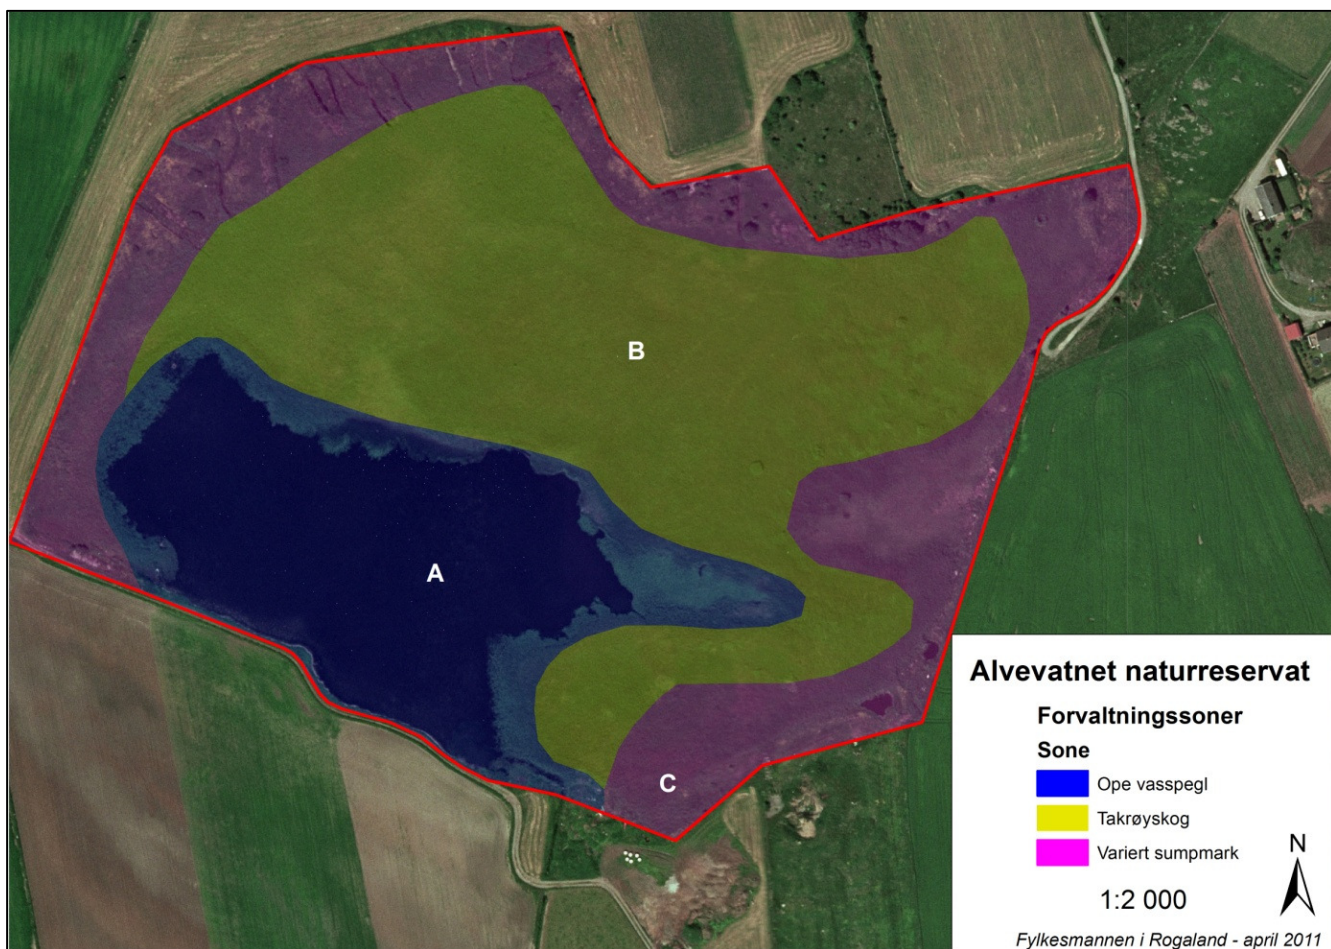 B
A
C
Alvevatnet naturreservat
Forvaltningssoner
Sone
Ope vasspegl
Takrøyskog
Variert sumpmark
N
1:2 000
Fylkesmannen i Rogaland - april 2011